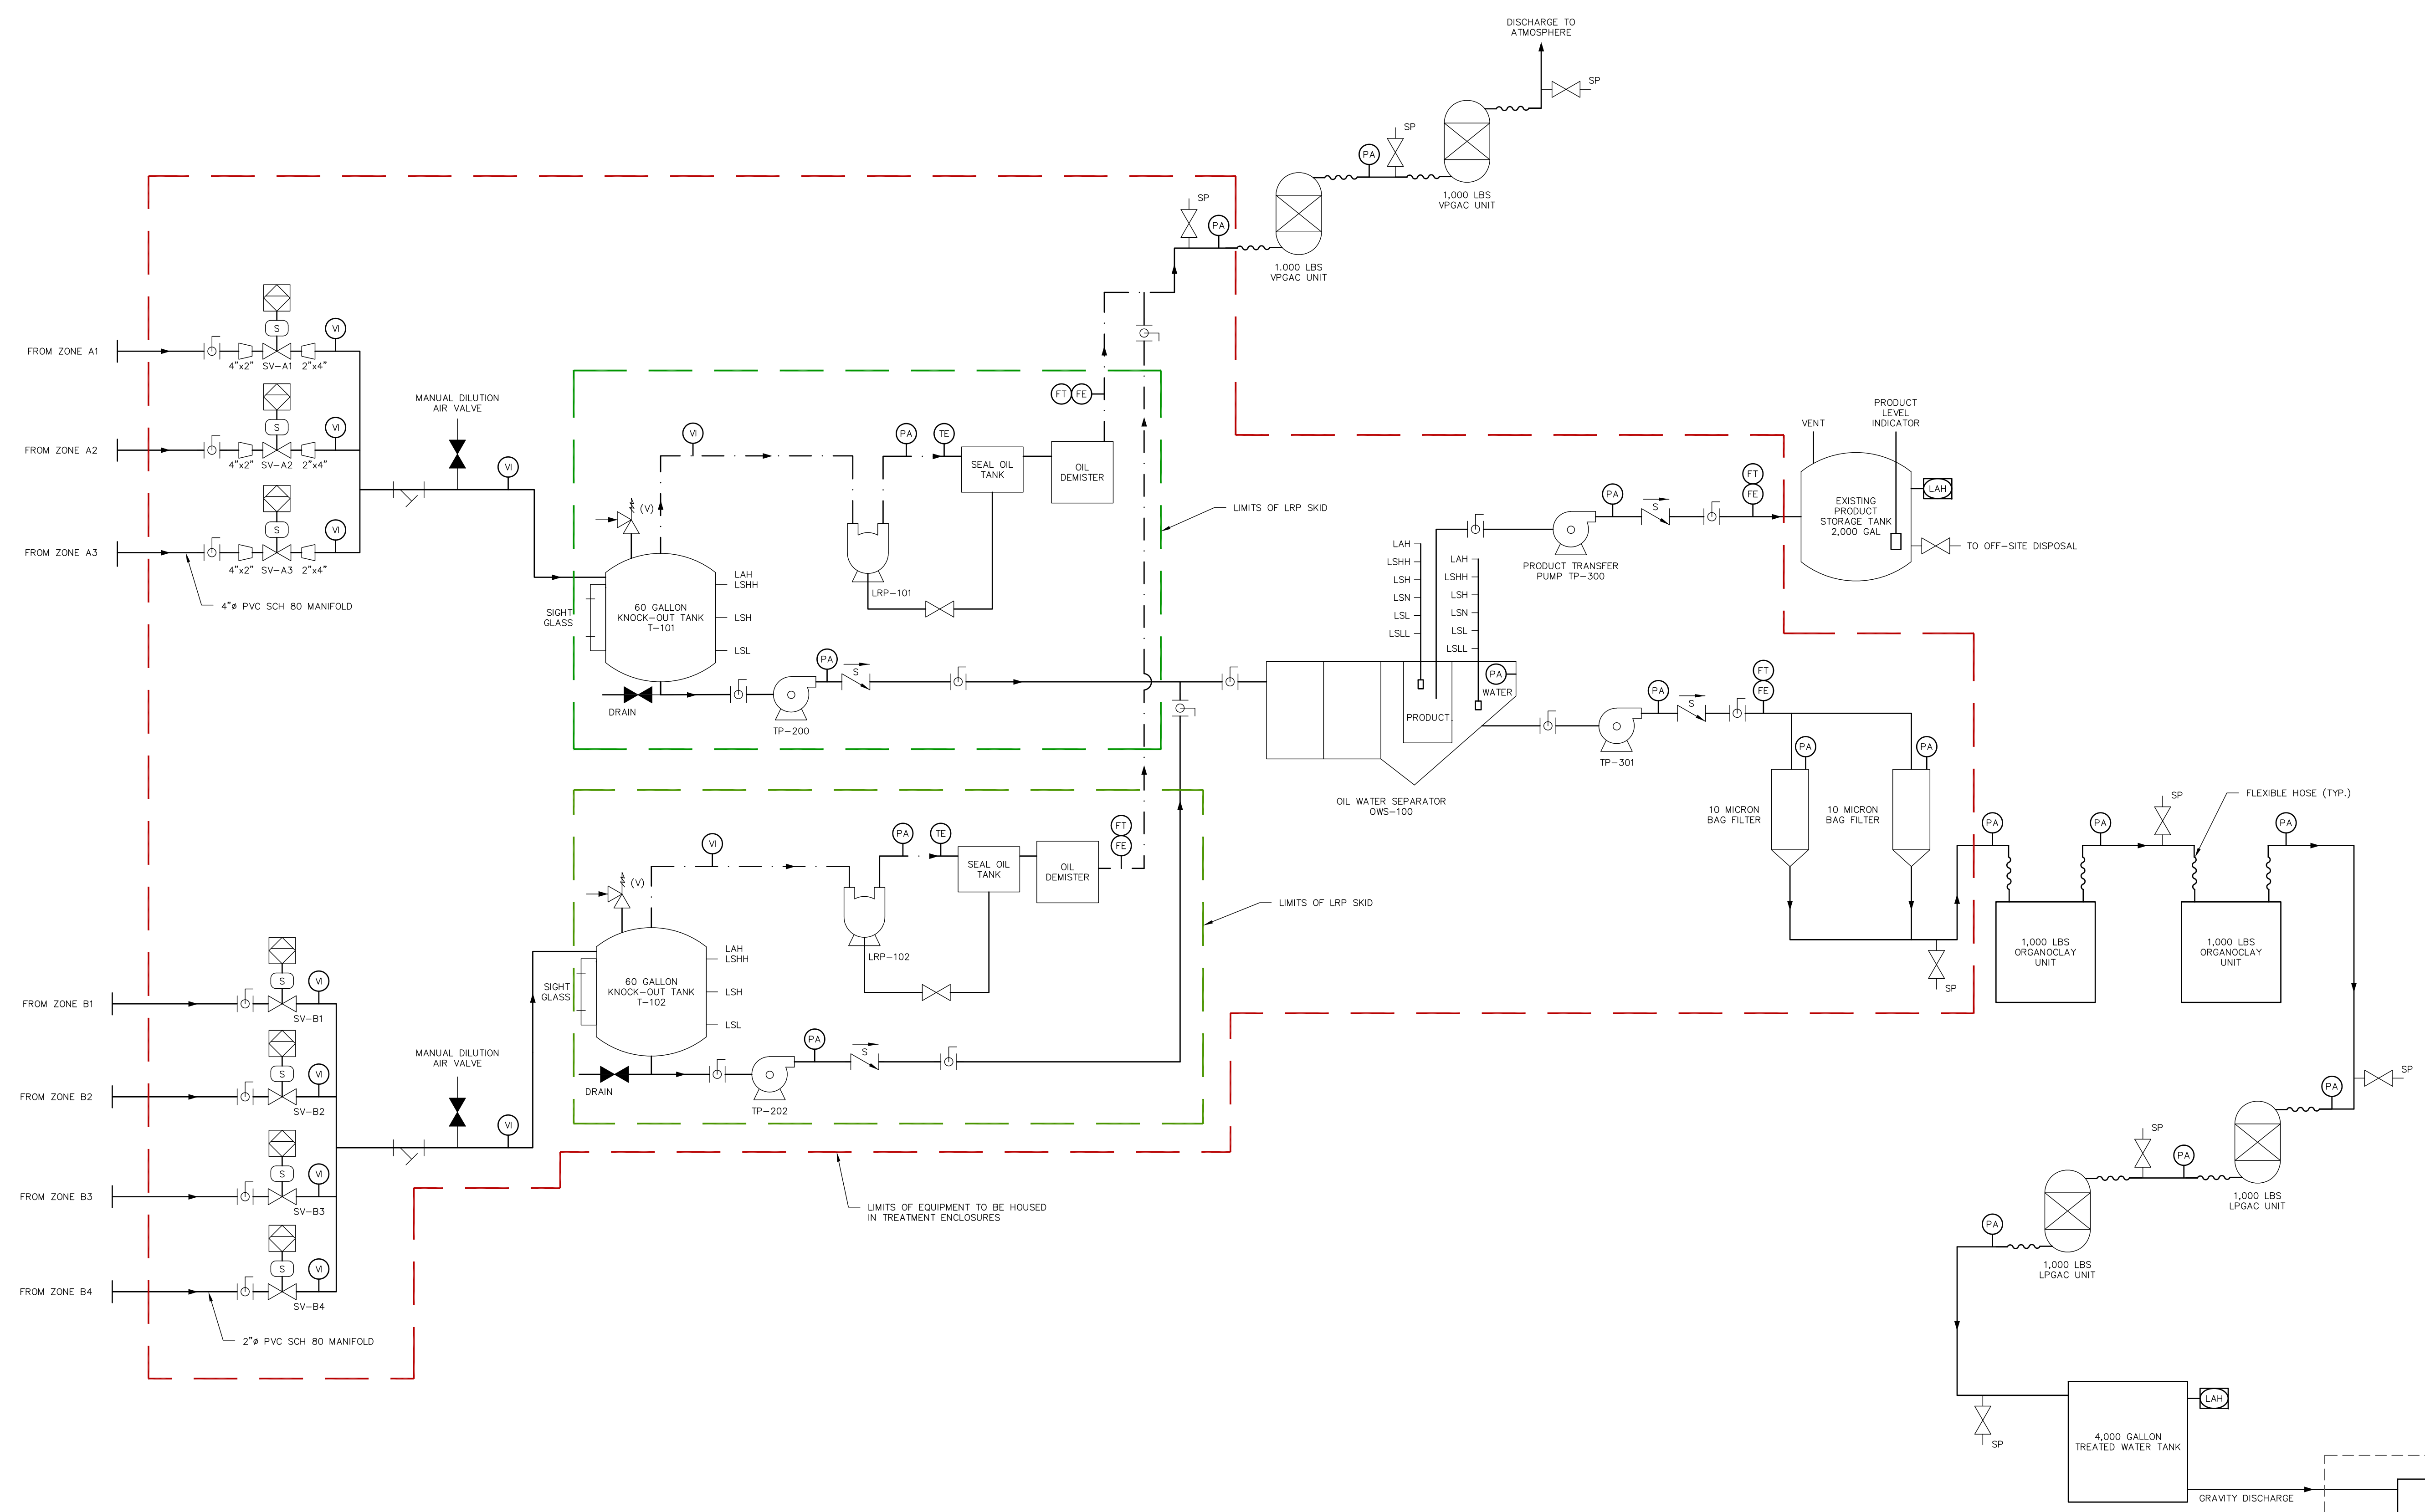 DISCHARGE TO
ATMOSPHERE
SP
SP
PA
1,000 LBS
VPGAC UNIT
SP
PA
1.000 LBS
VPGAC UNIT
FROM ZONE A1
S
VI
4"x2"
SV-A1
2"x4"
FROM ZONE A2
S
VI
4"x2"
SV-A2
2"x4"
FROM ZONE A3
S
VI
4"x2"
SV-A3
2"x4"
4"ø PVC SCH 80 MANIFOLD
MANUAL DILUTION
AIR VALVE
VI
VI
(V)
SIGHT
GLASS
60 GALLON
KNOCK-OUT TANK
T-101
LAH
LSHH
LSH
LSL
DRAIN
PA
S
TP-200
LRP-101
PA
TE
SEAL OIL
TANK
OIL
DEMISTER
FT
FE
LIMITS OF LRP SKID
LAH
LSHH
LSH
LSN
LSL
LSLL
LAH
LSHH
LSH
LSN
LSL
LSLL
PA
WATER
PRODUCT
OIL WATER SEPARATOR
OWS-100
PRODUCT TRANSFER
PUMP TP-300
PA
S
FT
FE
VENT
PRODUCT
LEVEL
INDICATOR
EXISTING
PRODUCT
STORAGE TANK
2,000 GAL
LAH
TO OFF-SITE DISPOSAL
TP-301
PA
S
FT
FE
PA
PA
10 MICRON
BAG FILTER
10 MICRON
BAG FILTER
SP
PA
PA
SP
FLEXIBLE HOSE (TYP.)
PA
1,000 LBS
ORGANOCLAY
UNIT
1,000 LBS
ORGANOCLAY
UNIT
FROM ZONE B1
S
VI
SV-B1
FROM ZONE B2
S
VI
SV-B2
FROM ZONE B3
S
VI
SV-B3
FROM ZONE B4
S
VI
SV-B4
2"ø PVC SCH 80 MANIFOLD
MANUAL DILUTION
AIR VALVE
VI
VI
(V)
SIGHT
GLASS
60 GALLON
KNOCK-OUT TANK
T-102
LAH
LSHH
LSH
LSL
DRAIN
PA
S
TP-202
LRP-102
PA
TE
SEAL OIL
TANK
OIL
DEMISTER
FT
FE
LIMITS OF LRP SKID
LIMITS OF EQUIPMENT TO BE HOUSED
IN TREATMENT ENCLOSURES
SP
PA
1,000 LBS
LPGAC UNIT
PA
SP
1,000 LBS
LPGAC UNIT
PA
SP
4,000 GALLON
TREATED WATER TANK
LAH
GRAVITY DISCHARGE